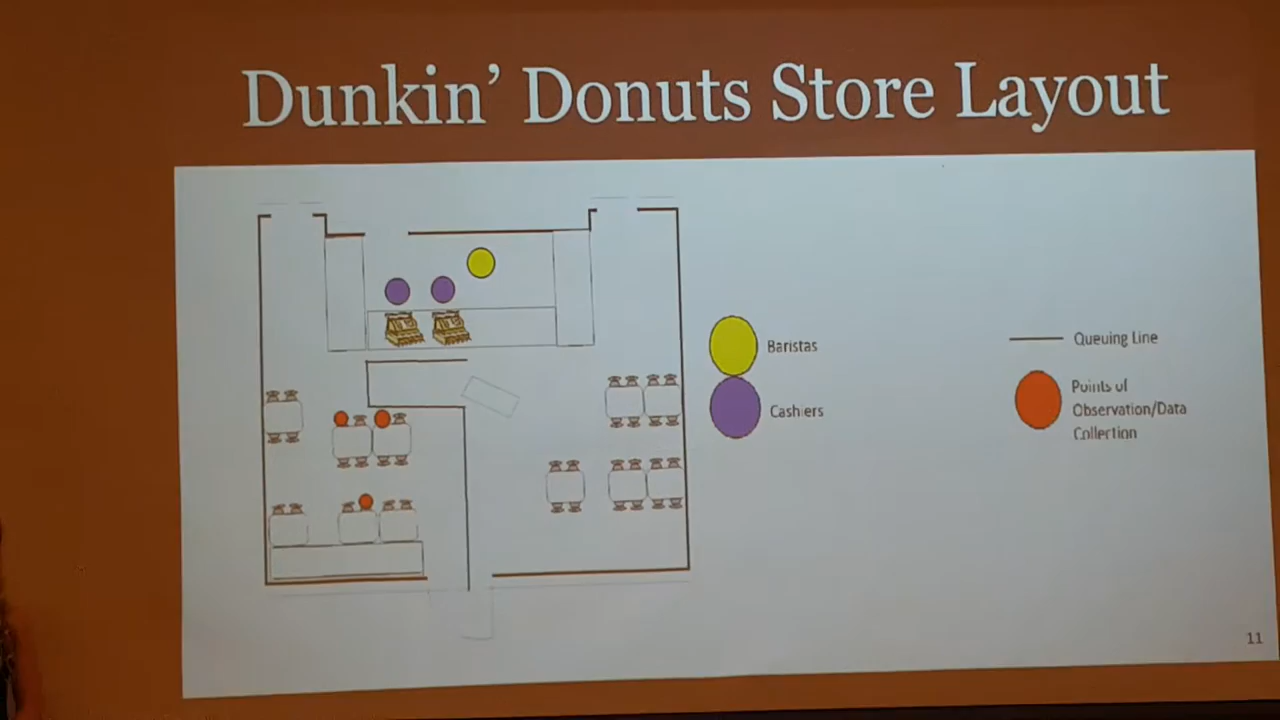 Dunkin' Donuts Store Layout
Baristas
Cashiers
Queuing Line
Points of
Observation/Data
Collection
11